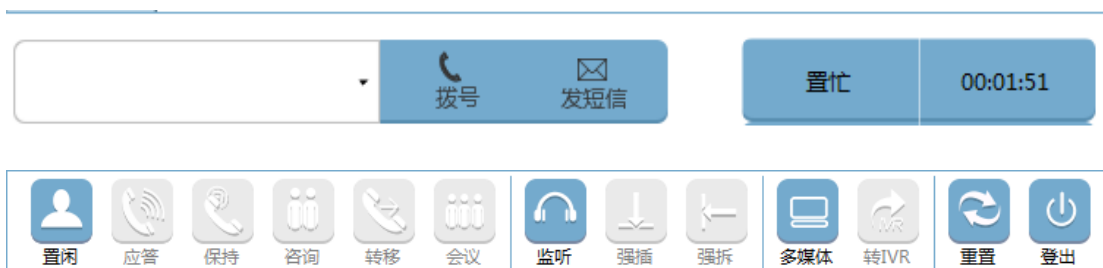 拨号 发短信 置忙 00:01:51
IVR
置闲 应答 保持 咨询 转移 会议 监听 强插 强拆 多媒体 转IVR 重置 登出